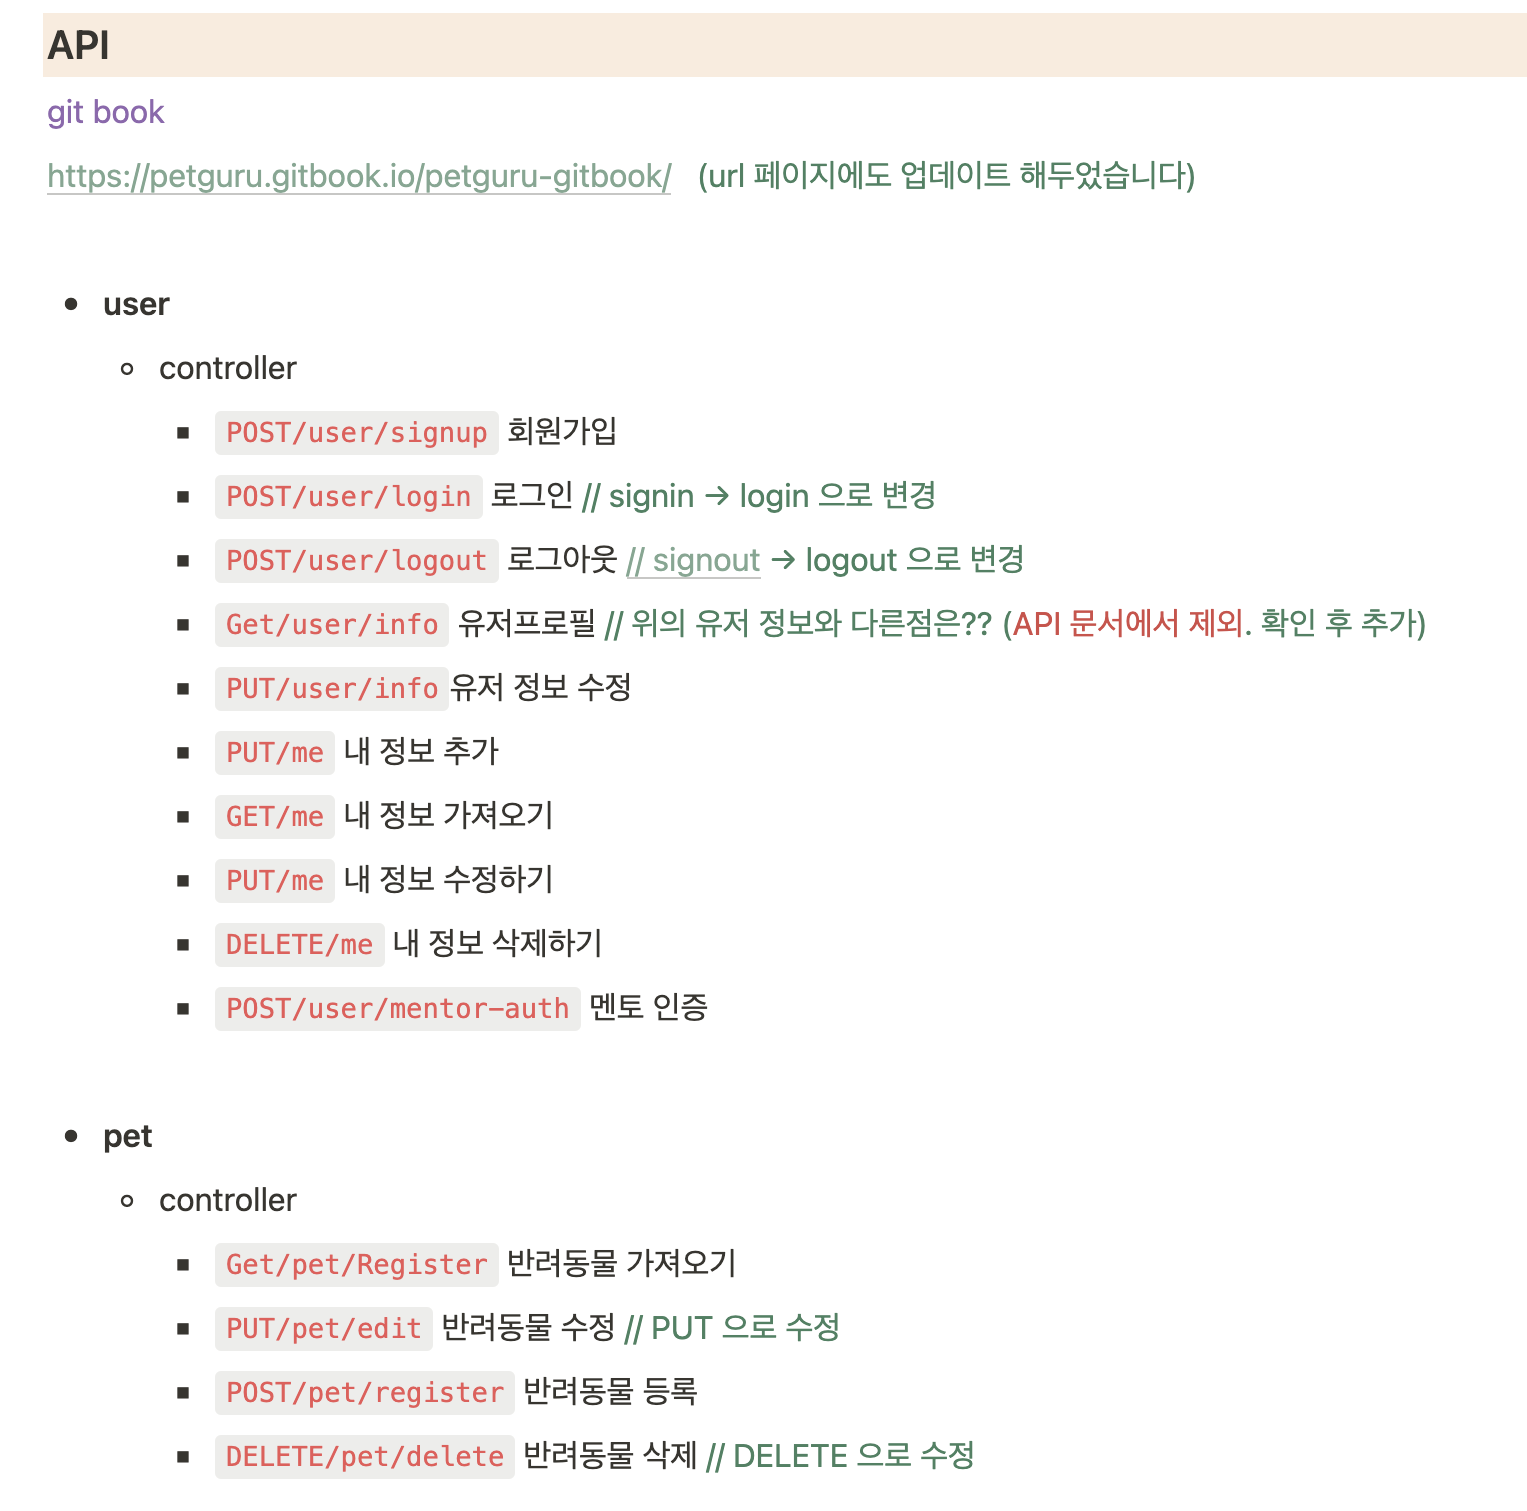 API
git book
https://petguru.gitbook.io/petguru-gitbook/ (url 페이지에도 업데이트 해두었습니다)
user
controller
POST/user/signup 회원가입
POST/user/login 로그인 // signin → login 으로 변경
POST/user/logout 로그아웃 // signout → logout 으로 변경
Get/user/info 유저프로필 // 위의 유저 정보와 다른점은?? (API 문서에서 제외. 확인 후 추가)
PUT/user/info 유저 정보 수정
PUT/me 내 정보 추가
GET/me 내 정보 가져오기
PUT/me 내 정보 수정하기
DELETE/me 내 정보 삭제하기
POST/user/mentor-auth 멘토 인증
pet
controller
Get/pet/Register 반려동물 가져오기
PUT/pet/edit 반려동물 수정 // PUT 으로 수정
POST/pet/register 반려동물 등록
DELETE/pet/delete 반려동물 삭제 // DELETE 으로 수정